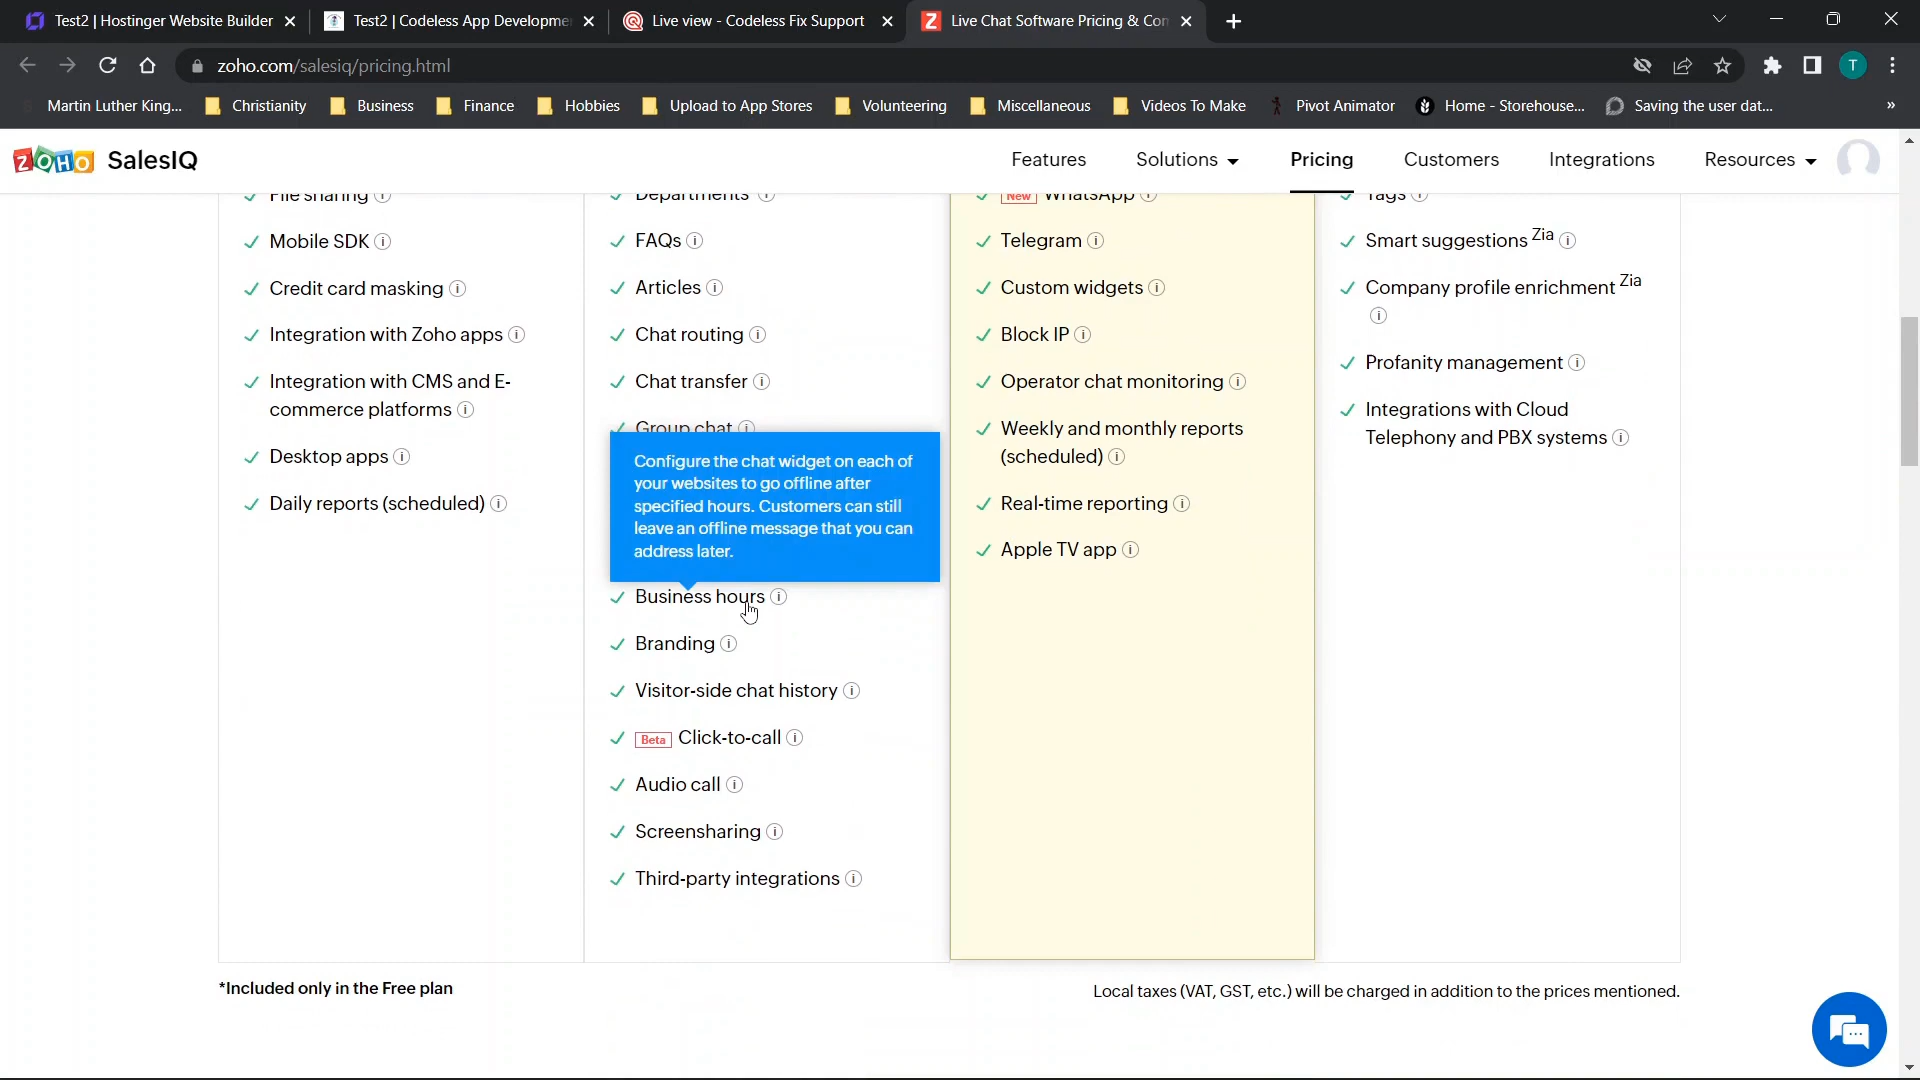 Test2 | Hostinger Website Builder
Test2 | Codeless App Developme
Live view - Codeless Fix Support
Live Chat Software Pricing & Con
zoho.com/salesiq/pricing.html
T
Martin Luther King...
Christianity
Business
Finance
Hobbies
Upload to App Stores
Volunteering
Miscellaneous
Videos To Make
Pivot Animator
Home - Storehouse...
Saving the user dat...
»
ZOHO SalesIQ
Features
Solutions
Pricing
Customers
Integrations
Resources
File sharing
Mobile SDK
Credit card masking
Integration with Zoho apps
Integration with CMS and E-
commerce platforms
Desktop apps
Daily reports (scheduled)
Departments
FAQs
Articles
Chat routing
Chat transfer
Group chat
Configure the chat widget on each of
your websites to go offline after
specified hours. Customers can still
leave an offline message that you can
address later.
Business hours
Branding
Visitor-side chat history
Beta Click-to-call
Audio call
Screensharing
Third-party integrations
New WhatsApp
Telegram
Custom widgets
Block IP
Operator chat monitoring
Weekly and monthly reports
(scheduled)
Real-time reporting
Apple TV app
Tags
Smart suggestions Zia
Company profile enrichment Zia
Profanity management
Integrations with Cloud
Telephony and PBX systems
*Included only in the Free plan
Local taxes (VAT, GST, etc.) will be charged in addition to the prices mentioned.